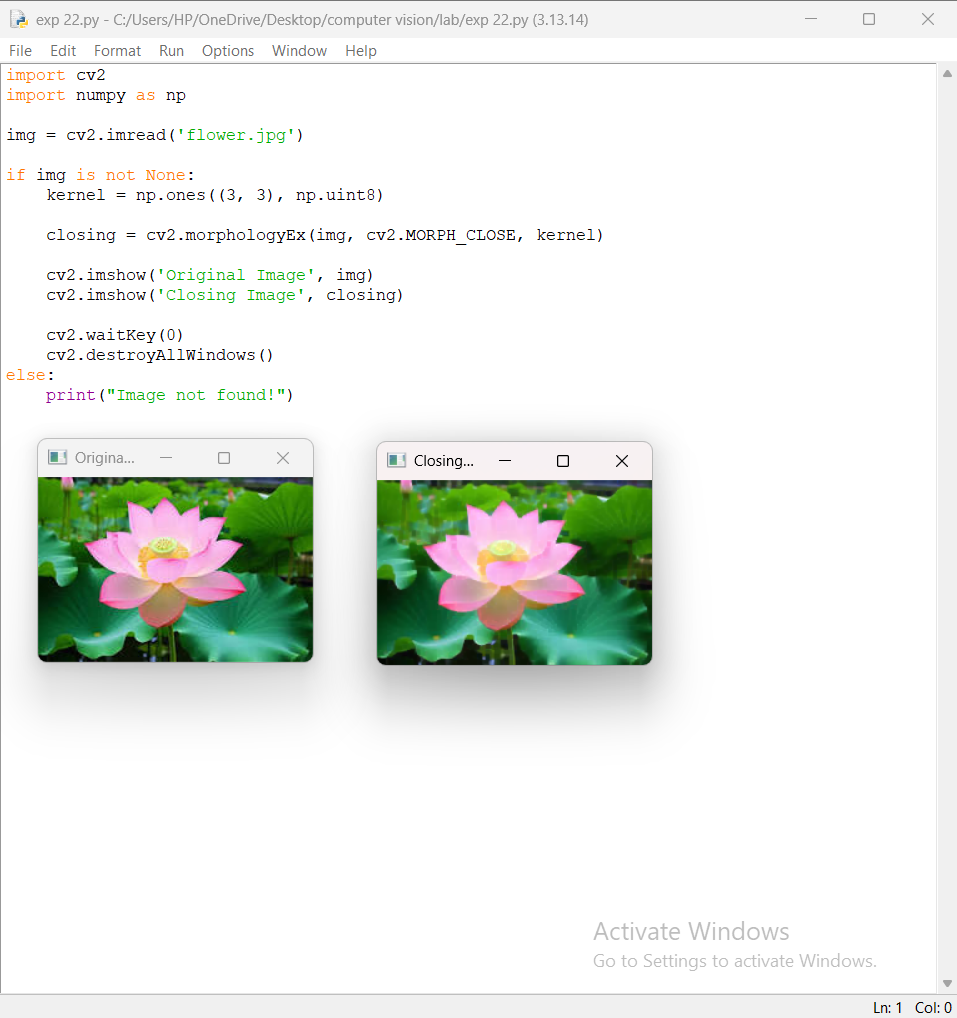 exp 22.py - C:/Users/HP/OneDrive/Desktop/computer vision/lab/exp 22.py (3.13.14)
File Edit Format Run Options Window Help
import cv2
import numpy as np
img = cv2.imread('flower.jpg')
if img is not None:
    kernel = np.ones((3, 3), np.uint8)
    closing = cv2.morphologyEx(img, cv2.MORPH_CLOSE, kernel)
    cv2.imshow('Original Image', img)
    cv2.imshow('Closing Image', closing)
    cv2.waitKey(0)
    cv2.destroyAllWindows()
else:
    print("Image not found!")
Origina...
Closing...
Activate Windows
Go to Settings to activate Windows.
Ln: 1 Col: 0